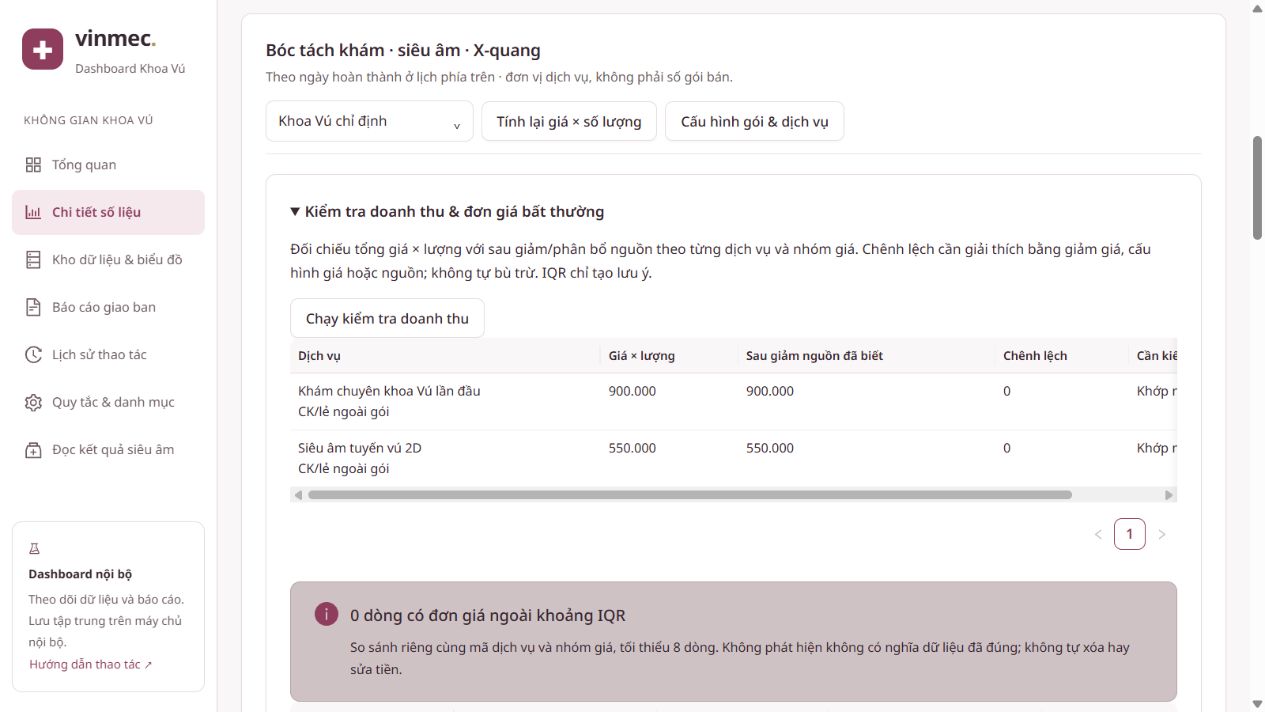 vinmec.
Dashboard Khoa Vú
KHÔNG GIAN KHOA VÚ
Tổng quan
Chi tiết số liệu
Kho dữ liệu & biểu đồ
Báo cáo giao ban
Lịch sử thao tác
Quy tắc & danh mục
Đọc kết quả siêu âm
Dashboard nội bộ
Theo dõi dữ liệu và báo cáo.
Lưu tập trung trên máy chủ
nội bộ.
Hướng dẫn thao tác ↗
Bóc tách khám · siêu âm · X-quang
Theo ngày hoàn thành ở lịch phía trên · đơn vị dịch vụ, không phải số gói bán.
Khoa Vú chỉ định
Tính lại giá × số lượng
Cấu hình gói & dịch vụ
▼ Kiểm tra doanh thu & đơn giá bất thường
Đối chiếu tổng giá × lượng với sau giảm/phân bổ nguồn theo từng dịch vụ và nhóm giá. Chênh lệch cần giải thích bằng giảm giá, cấu
hình giá hoặc nguồn; không tự bù trừ. IQR chỉ tạo lưu ý.
Chạy kiểm tra doanh thu
Dịch vụ Giá × lượng Sau giảm nguồn đã biết Chênh lệch Cần
Khám chuyên khoa Vú lần đầu 900.000 900.000 0 Khớp
CK/lẻ ngoài gói
Siêu âm tuyến vú 2D 550.000 550.000 0 Khớp
CK/lẻ ngoài gói
< 1 >
0 dòng có đơn giá ngoài khoảng IQR
So sánh riêng cùng mã dịch vụ và nhóm giá, tối thiểu 8 dòng. Không phát hiện không có nghĩa dữ liệu đã đúng; không tự xóa hay
sửa tiền.